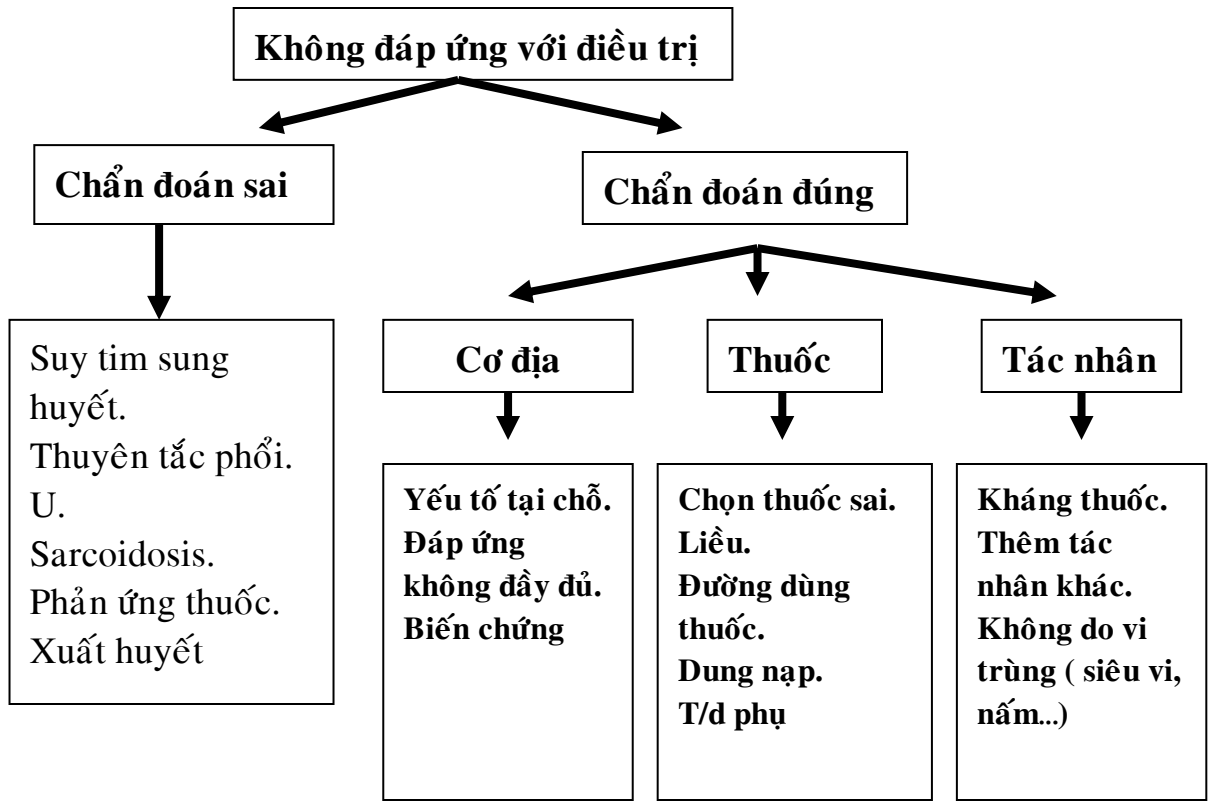 Không đáp ứng với điều trị
Chẩn đoán sai
Chẩn đoán đúng
Suy tim sung
huyết.
Thuyên tắc phổi.
U.
Sarcoidosis.
Phản ứng thuốc.
Xuất huyết
Cơ địa
Thuốc
Tác nhân
Yếu tố tại chỗ.
Đáp ứng
không đầy đủ.
Biến chứng
Chọn thuốc sai.
Liều.
Đường dùng
thuốc.
Dung nạp.
T/d phụ
Kháng thuốc.
Thêm tác
nhân khác.
Không do vi
trùng ( siêu vi,
nấm...)